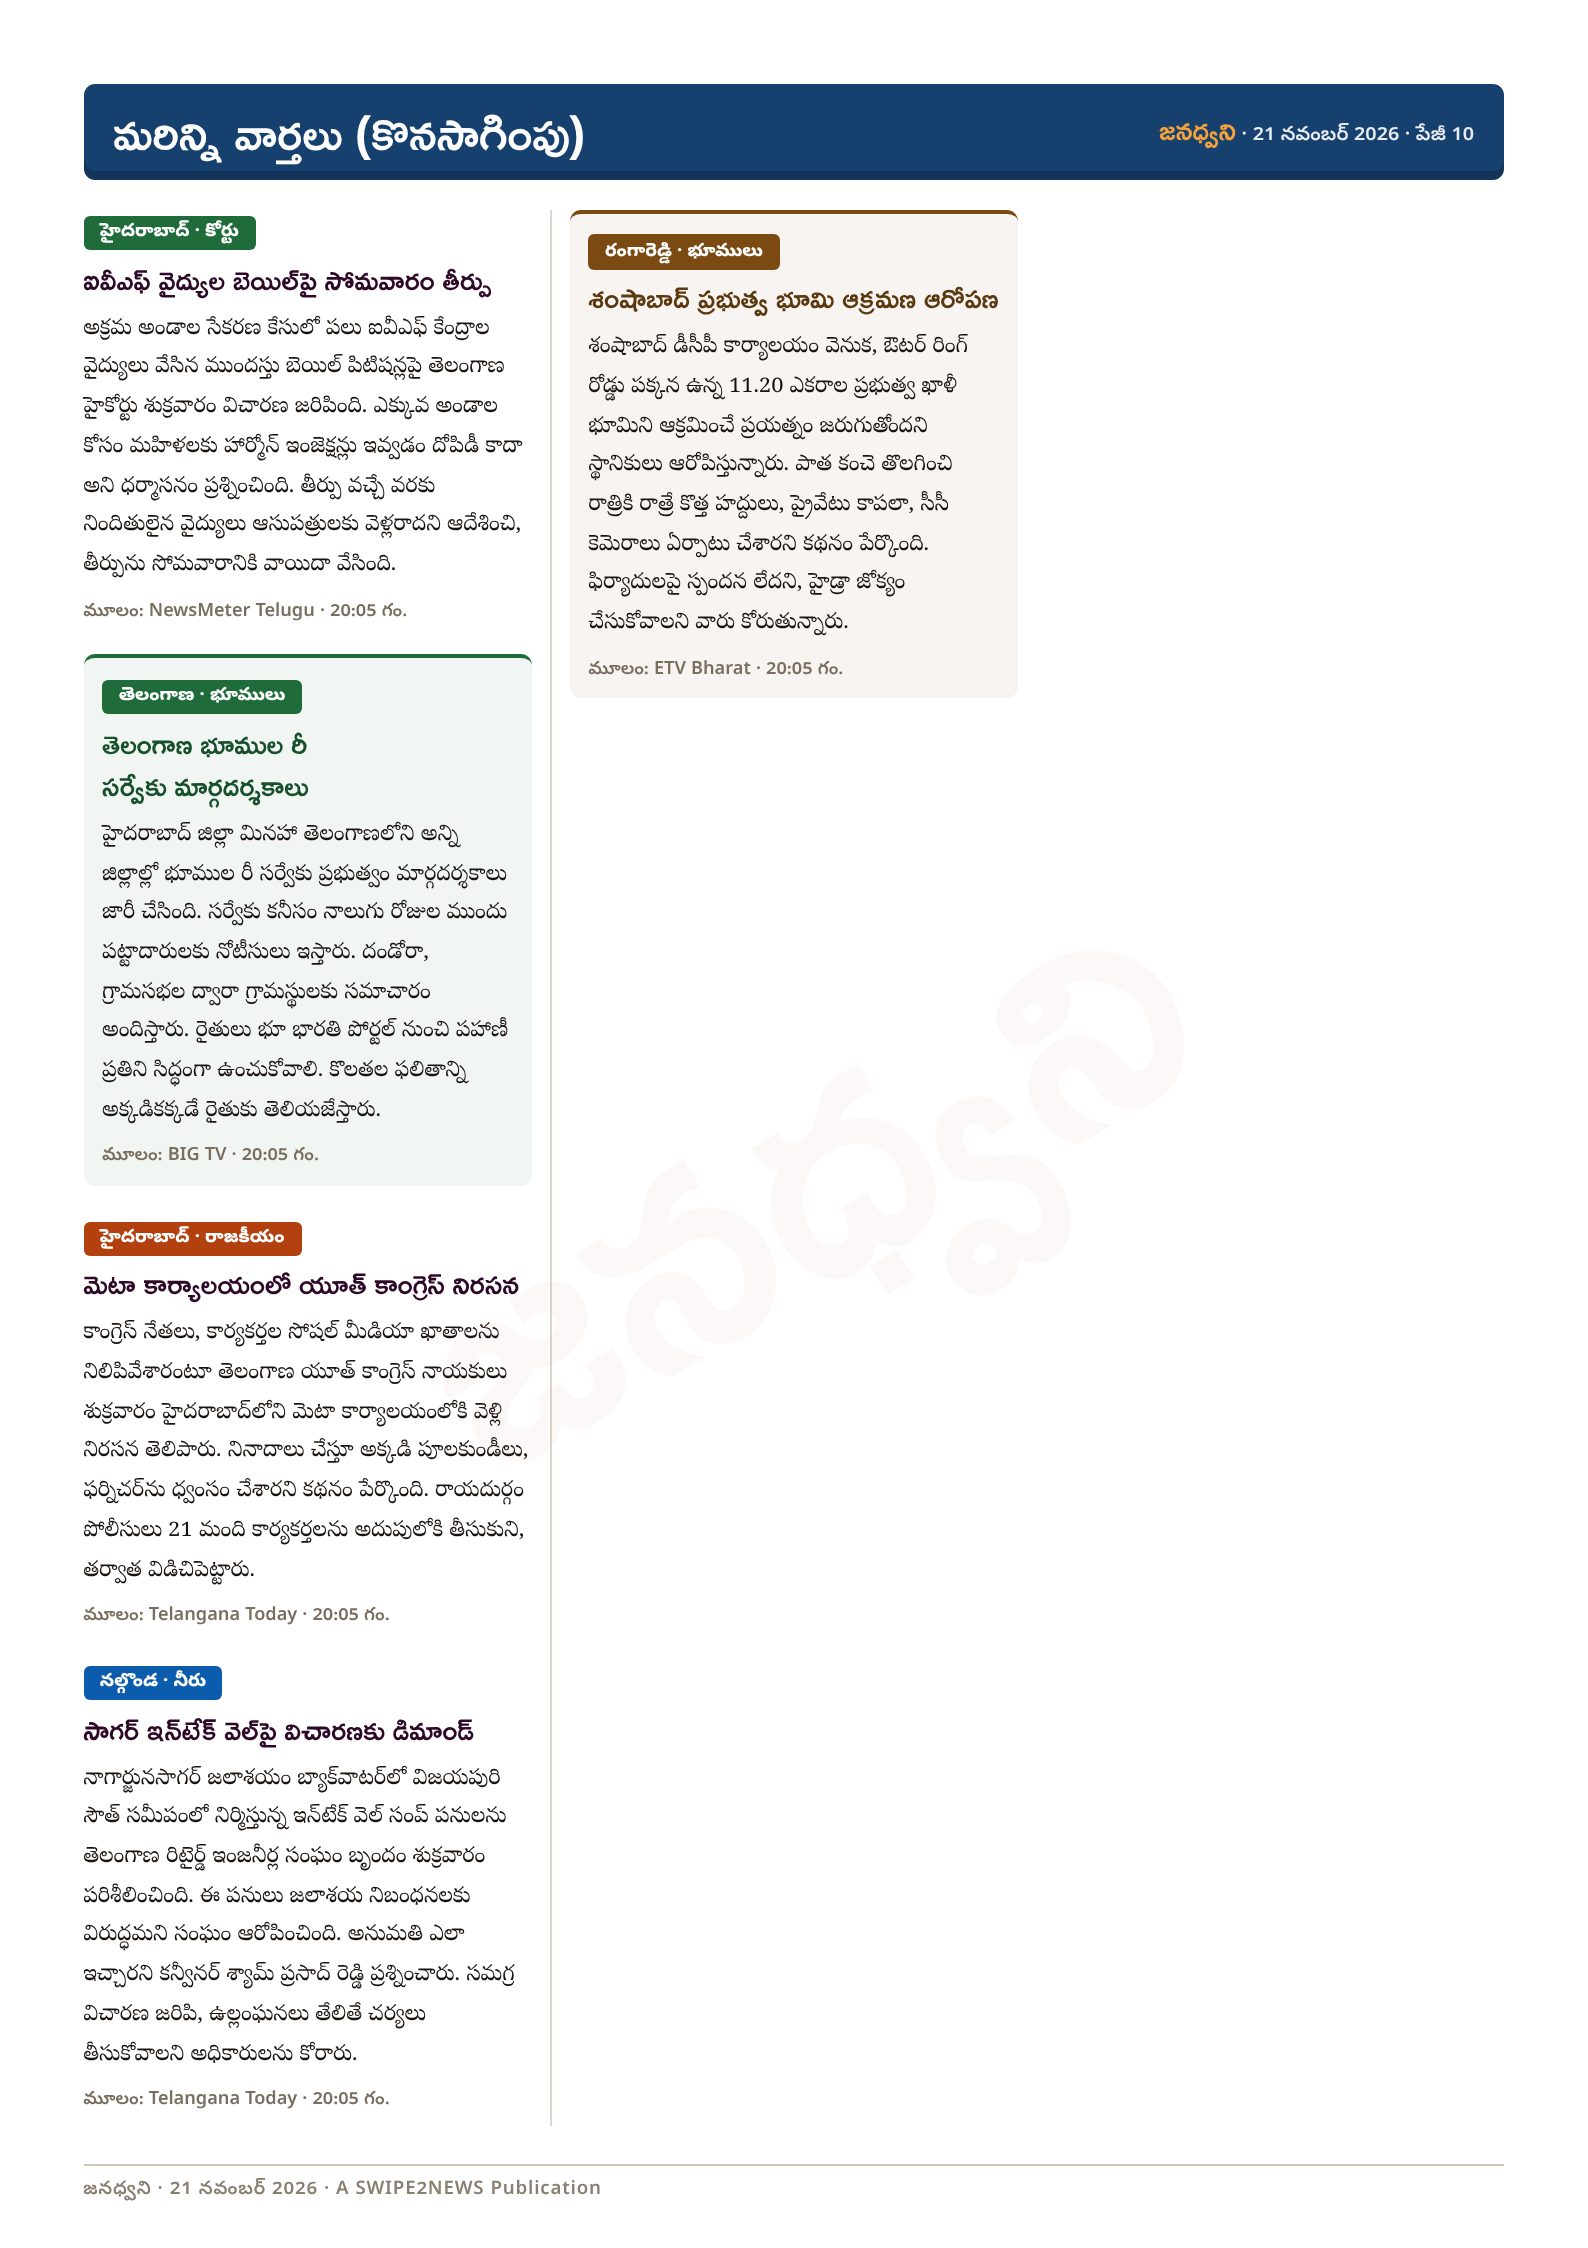 మరిన్ని వార్తలు (కొనసాగింపు)
జనధ్వని · 21 నవంబర్ 2026 · పేజీ 10
హైదరాబాద్ · కోర్టు
ఐవీఎఫ్ వైద్యుల బెయిల్‌పై సోమవారం తీర్పు
అక్రమ అండాల సేకరణ కేసులో పలు ఐవీఎఫ్ కేంద్రాల
వైద్యులు వేసిన ముందస్తు బెయిల్ పిటిషన్లపై తెలంగాణ
హైకోర్టు శుక్రవారం విచారణ జరిపింది. ఎక్కువ అండాల
కోసం మహిళలకు హార్మోన్ ఇంజెక్షన్లు ఇవ్వడం దోపిడీ కాదా
అని ధర్మాసనం ప్రశ్నించింది. తీర్పు వచ్చే వరకు
నిందితులైన వైద్యులు ఆసుపత్రులకు వెళ్లరాదని ఆదేశించి,
తీర్పును సోమవారానికి వాయిదా వేసింది.
మూలం: NewsMeter Telugu · 20:05 గం.
తెలంగాణ · భూములు
తెలంగాణ భూముల రీ
సర్వేకు మార్గదర్శకాలు
హైదరాబాద్ జిల్లా మినహా తెలంగాణలోని అన్ని
జిల్లాల్లో భూముల రీ సర్వేకు ప్రభుత్వం మార్గదర్శకాలు
జారీ చేసింది. సర్వేకు కనీసం నాలుగు రోజుల ముందు
పట్టాదారులకు నోటీసులు ఇస్తారు. దండోరా,
గ్రామసభల ద్వారా గ్రామస్థులకు సమాచారం
అందిస్తారు. రైతులు భూ భారతి పోర్టల్ నుంచి పహాణీ
ప్రతిని సిద్ధంగా ఉంచుకోవాలి. కొలతల ఫలితాన్ని
అక్కడికక్కడే రైతుకు తెలియజేస్తారు.
మూలం: BIG TV · 20:05 గం.
హైదరాబాద్ · రాజకీయం
మెటా కార్యాలయంలో యూత్ కాంగ్రెస్ నిరసన
కాంగ్రెస్ నేతలు, కార్యకర్తల సోషల్ మీడియా ఖాతాలను
నిలిపివేశారంటూ తెలంగాణ యూత్ కాంగ్రెస్ నాయకులు
శుక్రవారం హైదరాబాద్‌లోని మెటా కార్యాలయంలోకి వెళ్లి
నిరసన తెలిపారు. నినాదాలు చేస్తూ అక్కడి పూలకుండీలు,
ఫర్నిచర్‌ను ధ్వంసం చేశారని కథనం పేర్కొంది. రాయదుర్గం
పోలీసులు 21 మంది కార్యకర్తలను అదుపులోకి తీసుకుని,
తర్వాత విడిచిపెట్టారు.
మూలం: Telangana Today · 20:05 గం.
నల్గొండ · నీరు
సాగర్ ఇన్‌టేక్ వెల్‌పై విచారణకు డిమాండ్
నాగార్జునసాగర్ జలాశయం బ్యాక్‌వాటర్‌లో విజయపురి
సౌత్ సమీపంలో నిర్మిస్తున్న ఇన్‌టేక్ వెల్ సంప్ పనులను
తెలంగాణ రిటైర్డ్ ఇంజనీర్ల సంఘం బృందం శుక్రవారం
పరిశీలించింది. ఈ పనులు జలాశయ నిబంధనలకు
విరుద్ధమని సంఘం ఆరోపించింది. అనుమతి ఎలా
ఇచ్చారని కన్వీనర్ శ్యామ్ ప్రసాద్ రెడ్డి ప్రశ్నించారు. సమగ్ర
విచారణ జరిపి, ఉల్లంఘనలు తేలితే చర్యలు
తీసుకోవాలని అధికారులను కోరారు.
మూలం: Telangana Today · 20:05 గం.
రంగారెడ్డి · భూములు
శంషాబాద్ ప్రభుత్వ భూమి ఆక్రమణ ఆరోపణ
శంషాబాద్ డీసీపీ కార్యాలయం వెనుక, ఔటర్ రింగ్
రోడ్డు పక్కన ఉన్న 11.20 ఎకరాల ప్రభుత్వ ఖాళీ
భూమిని ఆక్రమించే ప్రయత్నం జరుగుతోందని
స్థానికులు ఆరోపిస్తున్నారు. పాత కంచె తొలగించి
రాత్రికి రాత్రే కొత్త హద్దులు, ప్రైవేటు కాపలా, సీసీ
కెమెరాలు ఏర్పాటు చేశారని కథనం పేర్కొంది.
ఫిర్యాదులపై స్పందన లేదని, హైడ్రా జోక్యం
చేసుకోవాలని వారు కోరుతున్నారు.
మూలం: ETV Bharat · 20:05 గం.
జనధ్వని
జనధ్వని · 21 నవంబర్ 2026 · A SWIPE2NEWS Publication